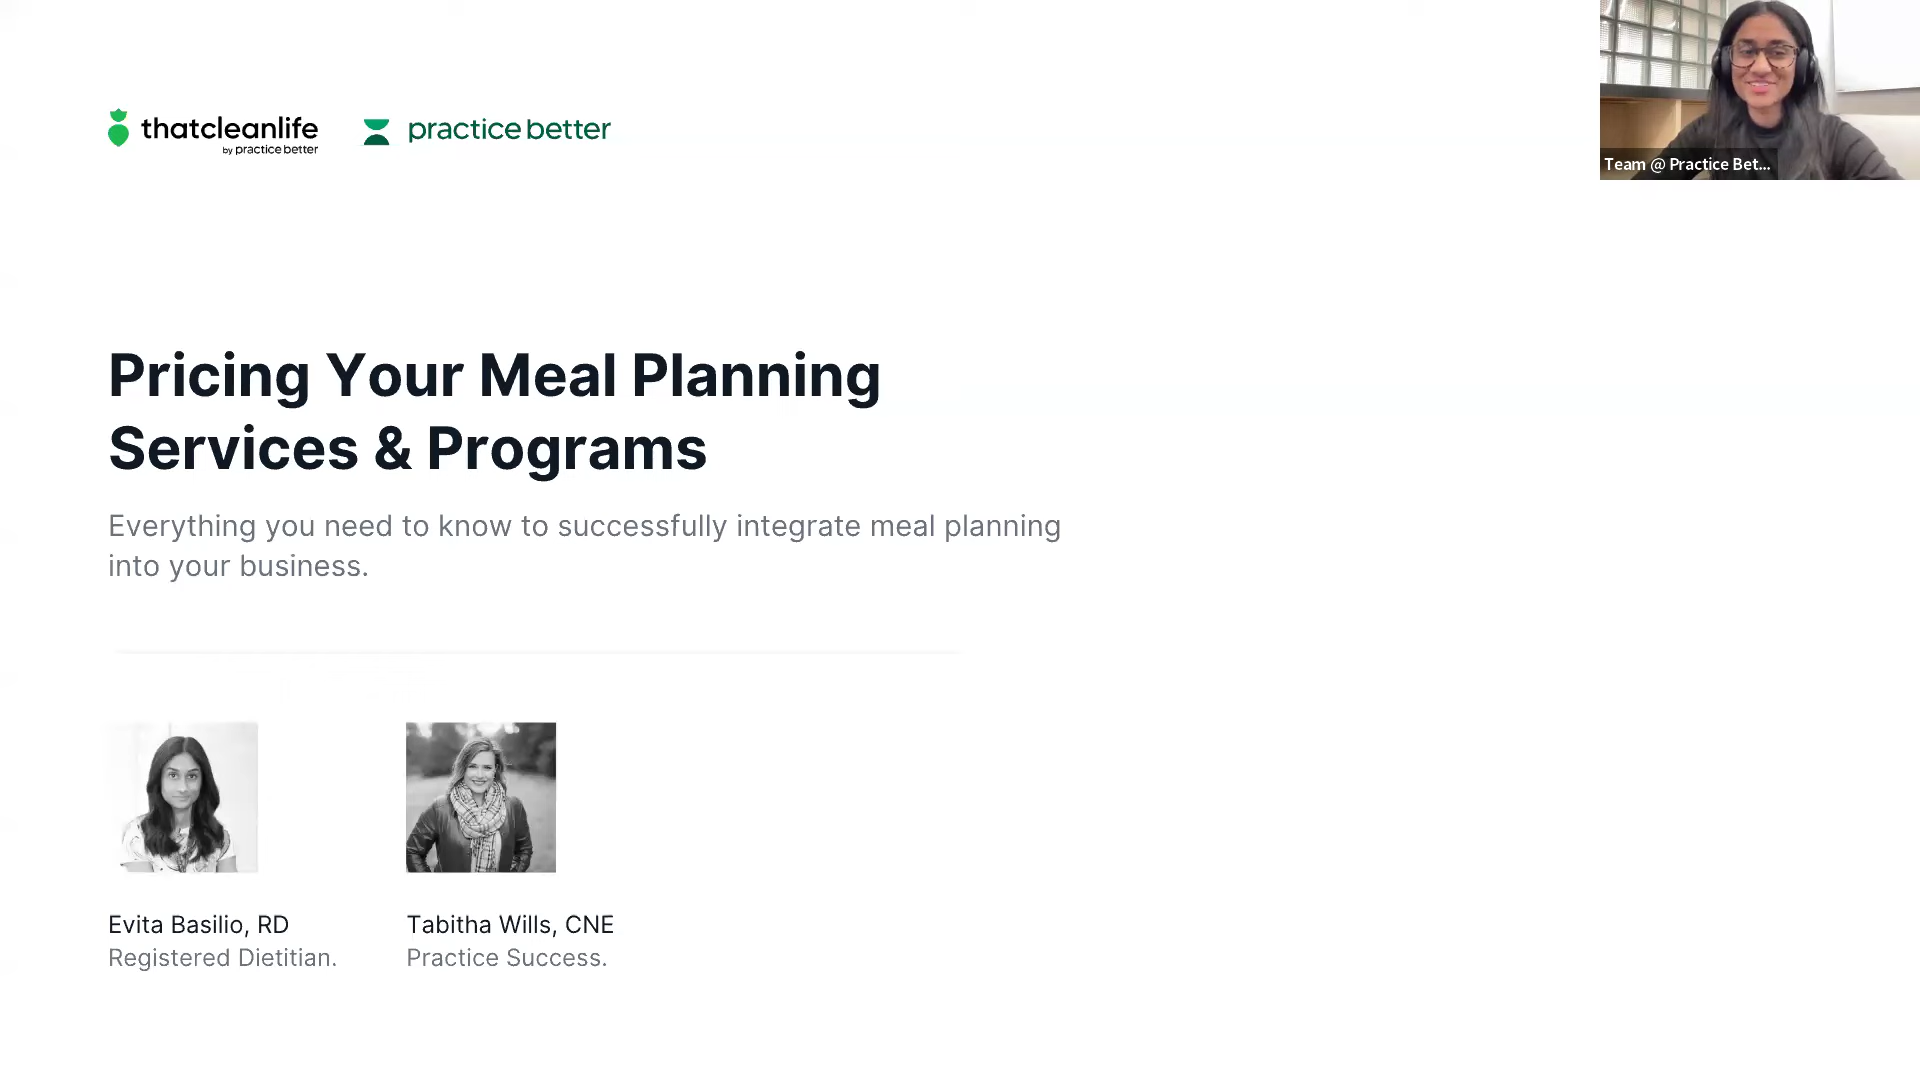 thatcleanlife
by practice better
practice better
Team @ Practice Bet...
Pricing Your Meal Planning
Services & Programs
Everything you need to know to successfully integrate meal planning
into your business.
Evita Basilio, RD
Registered Dietitian.
Tabitha Wills, CNE
Practice Success.